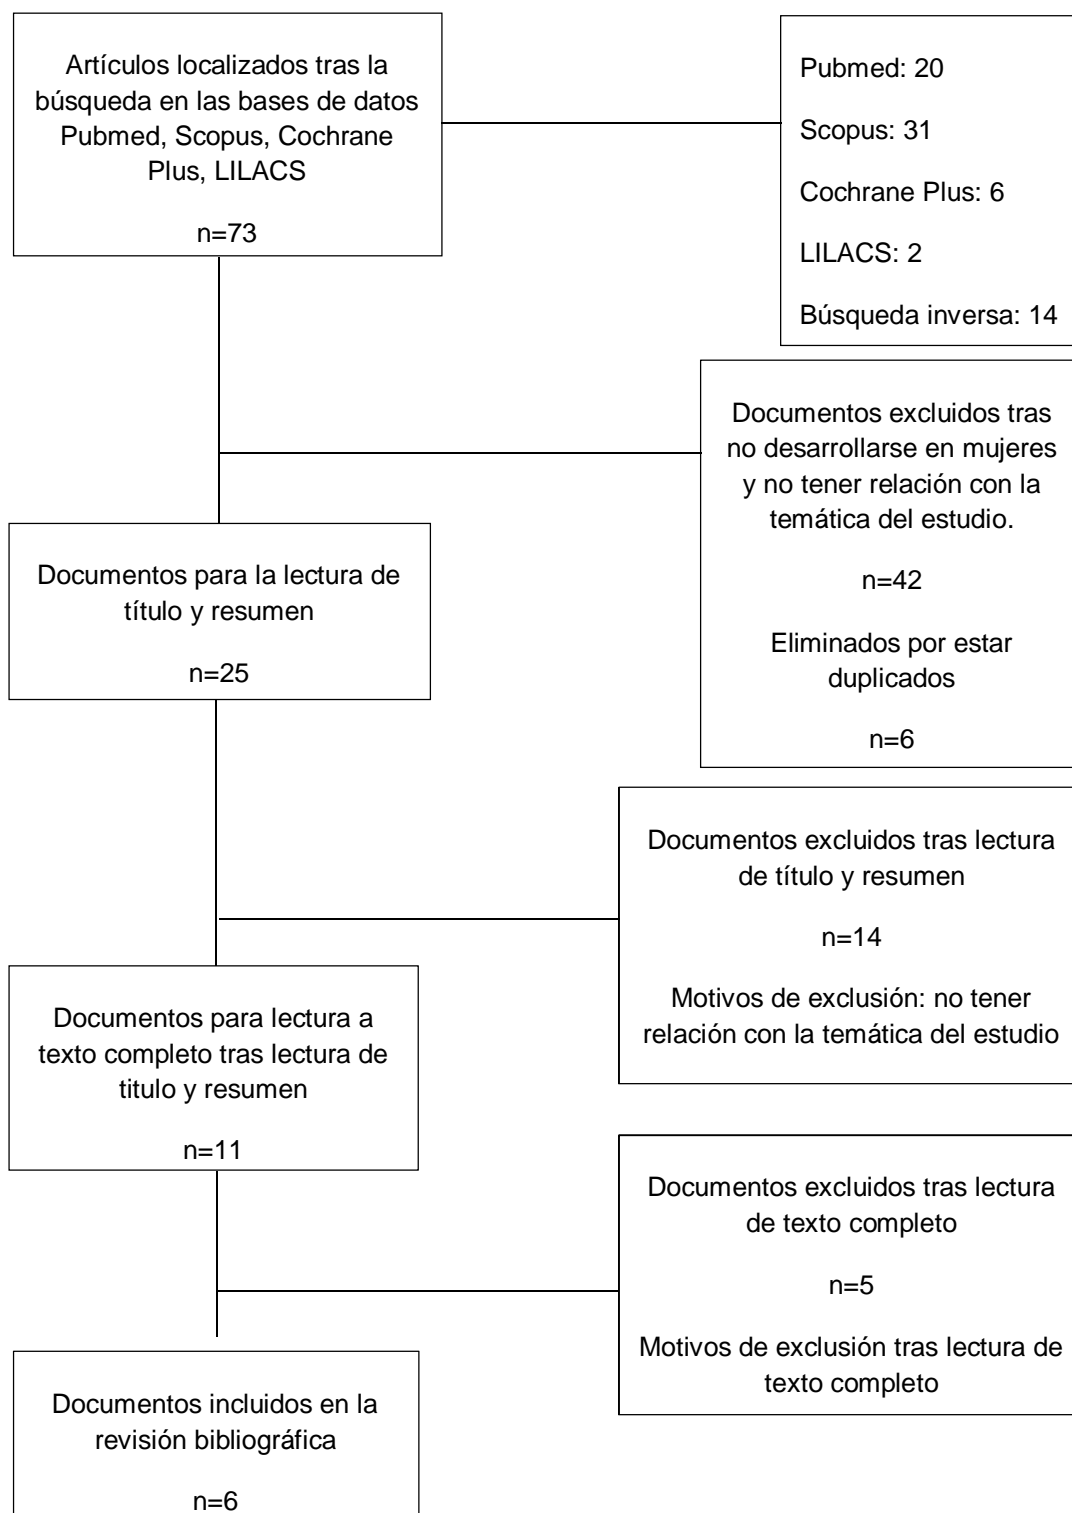 Artículos localizados tras la
búsqueda en las bases de datos
Pubmed, Scopus, Cochrane
Plus, LILACS
n=73
Pubmed: 20
Scopus: 31
Cochrane Plus: 6
LILACS: 2
Búsqueda inversa: 14
Documentos excluidos tras
no desarrollarse en mujeres
y no tener relación con la
temática del estudio.
n=42
Eliminados por estar
duplicados
n=6
Documentos para la lectura de
título y resumen
n=25
Documentos excluidos tras lectura
de título y resumen
n=14
Motivos de exclusión: no tener
relación con la temática del estudio
Documentos para lectura a
texto completo tras lectura de
titulo y resumen
n=11
Documentos excluidos tras lectura
de texto completo
n=5
Motivos de exclusión tras lectura de
texto completo
Documentos incluidos en la
revisión bibliográfica
n=6